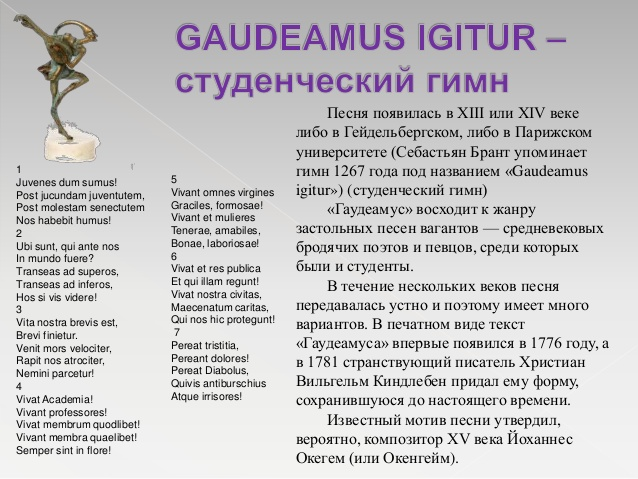 GAUDEAMUS IGITUR –
студенческий гимн
1
Juvenes dum sumus!
Post jucundam juventutem,
Post molestam senectutem
Nos habebit humus!
2
Ubi sunt, qui ante nos
In mundo fuere?
Transeas ad superos,
Transeas ad inferos,
Hos si vis videre!
3
Vita nostra brevis est,
Brevi finietur.
Venit mors velociter,
Rapit nos atrociter,
Nemini parcetur!
4
Vivat Academia!
Vivant professores!
Vivat membrum quodlibet!
Vivant membra quaelibet!
Semper sint in flore!
5
Vivant omnes virgines
Graciles, formosae!
Vivant et mulieres
Tenerae, amabiles,
Bonae, laboriosae!
6
Vivat et res publica
Et qui illam regunt!
Vivat nostra civitas,
Maecenatum caritas,
Qui nos hic protegunt!
7
Pereat tristitia,
Pereant dolores!
Pereat Diabolus,
Quivis antiburschius
Atque irrisores!
Песня появилась в XIII или XIV веке
либо в Гейдельбергском, либо в Парижском
университете (Себастьян Брант упоминает
гимн 1267 года под названием «Gaudeamus
igitur») (студенческий гимн)
«Гаудеамус» восходит к жанру
застольных песен вагантов — средневековых
бродячих поэтов и певцов, среди которых
были и студенты.
В течение нескольких веков песня
передавалась устно и поэтому имеет много
вариантов. В печатном виде текст
«Гаудеамуса» впервые появился в 1776 году, а
в 1781 странствующий писатель Христиан
Вильгельм Киндлебен придал ему форму,
сохранившуюся до настоящего времени.
Известный мотив песни утвердил,
вероятно, композитор XV века Йоханнес
Окегем (или Окенгейм).